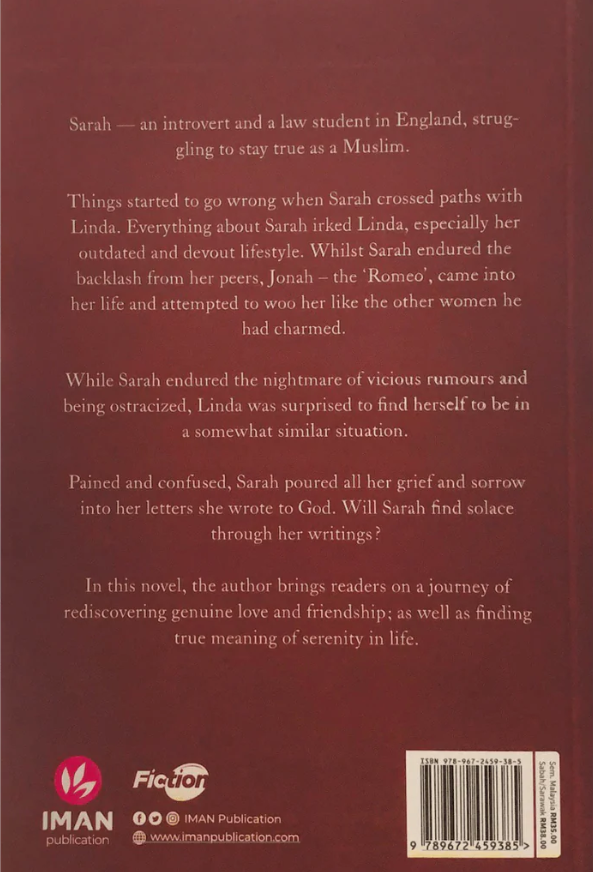 Sarah — an introvert and a law student in England, strug-
gling to stay true as a Muslim.
Things started to go wrong when Sarah crossed paths with
Linda. Everything about Sarah irked Linda, especially her
outdated and devout lifestyle. Whilst Sarah endured the
backlash from her peers, Jonah – the 'Romeo', came into
her life and attempted to woo her like the other women he
had charmed.
While Sarah endured the nightmare of vicious rumours and
being ostracized, Linda was surprised to find herself to be in
a somewhat similar situation.
Pained and confused, Sarah poured all her grief and sorrow
into her letters she wrote to God. Will Sarah find solace
through her writings?
In this novel, the author brings readers on a journey of
rediscovering genuine love and friendship; as well as finding
true meaning of serenity in life.
IMAN
publication
Fiction
IMAN Publication
www.imanpublication.com
ISBN 978-967-2459-38-5
9 789672 459385 >
Sem. Malaysia RM35.00
Sabah/Sarawak RM38.00